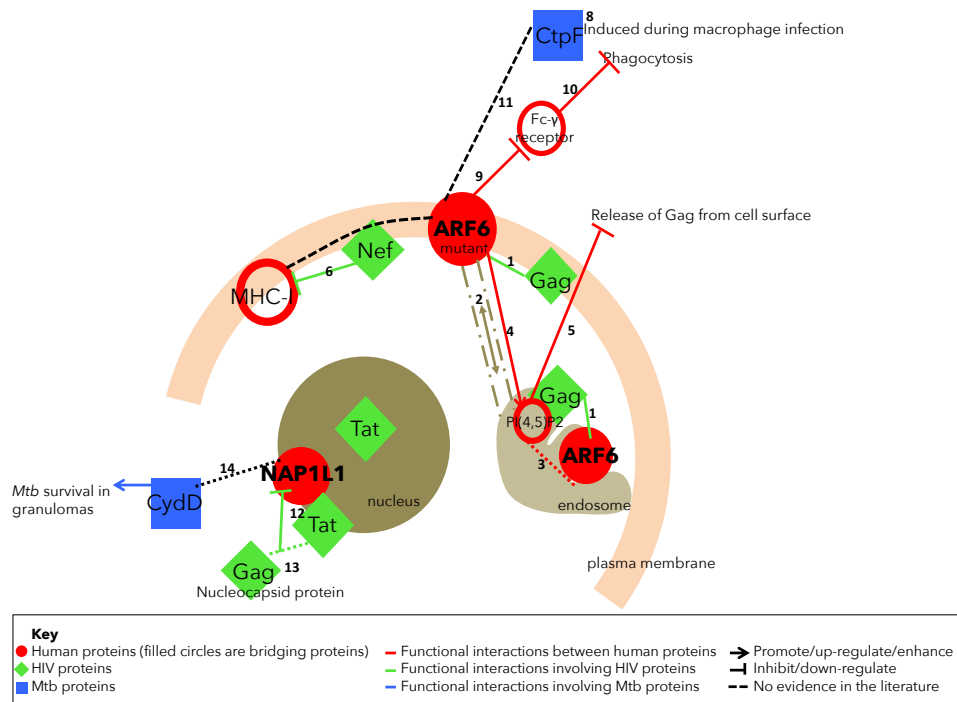 8
CtpF
Induced during macrophage infection
Phagocytosis
10
11
Fc-γ
receptor
9
ARF6
mutant
Release of Gag from cell surface
Nef
1
6
Gag
MHC-I
2
4
5
Gag
Tat
PI(4,5)P2
1
ARF6
3
14
NAP1L1
Mtb survival in
granulomas
CydD
nucleus
endosome
12
Tat
13
Gag
Nucleocapsid protein
plasma membrane
Key
Human proteins (filled circles are bridging proteins)
HIV proteins
Mtb proteins
Functional interactions between human proteins
Functional interactions involving HIV proteins
Functional interactions involving Mtb proteins
Promote/up-regulate/enhance
Inhibit/down-regulate
No evidence in the literature